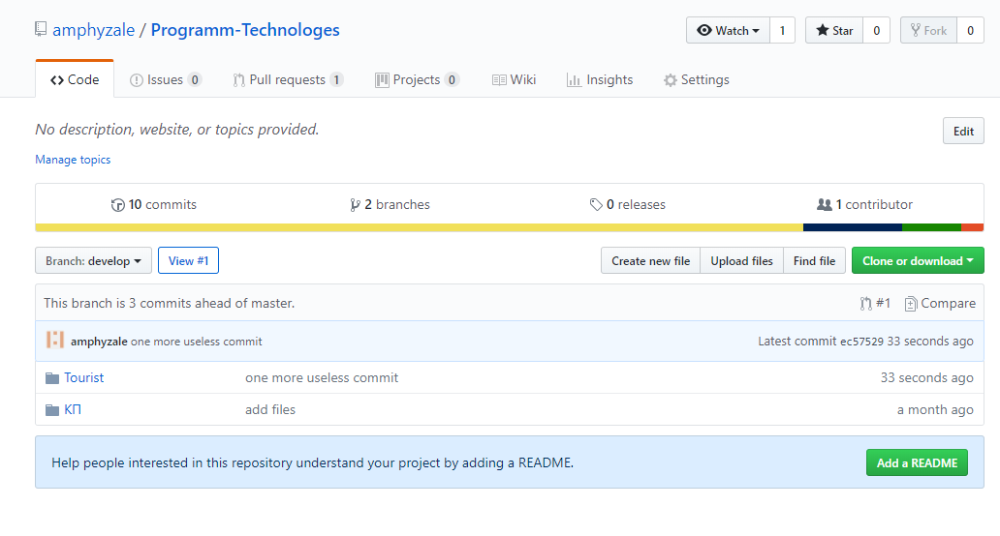 amphyzale / Programm-Technologes
Watch 1 Star 0 Fork 0
Code Issues 0 Pull requests 1 Projects 0 Wiki Insights Settings
No description, website, or topics provided. Edit
Manage topics
10 commits 2 branches 0 releases 1 contributor
Branch: develop View #1 Create new file Upload files Find file Clone or download
This branch is 3 commits ahead of master. #1 Compare
amphyzale one more useless commit Latest commit ec57529 33 seconds ago
Tourist one more useless commit 33 seconds ago
КП add files a month ago
Help people interested in this repository understand your project by adding a README. Add a README